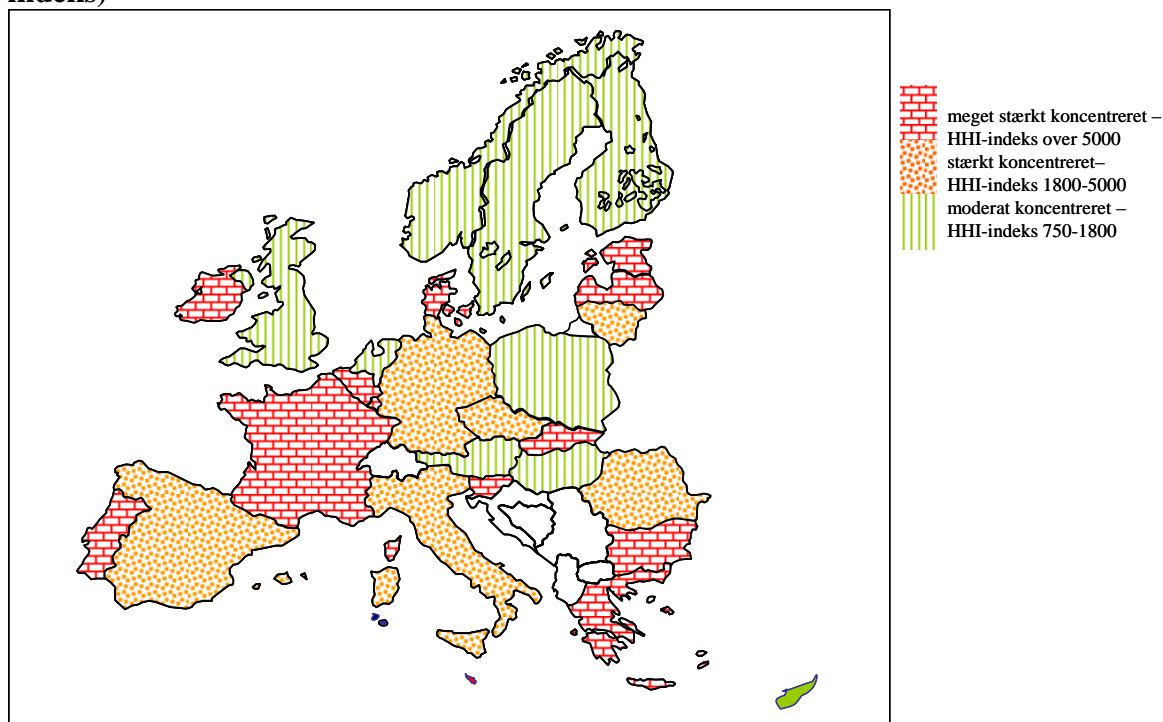 indeks)
meget stærkt koncentreret –
HHI-indeks over 5000
stærkt koncentreret–
HHI-indeks 1800-5000
moderat koncentreret –
HHI-indeks 750-1800